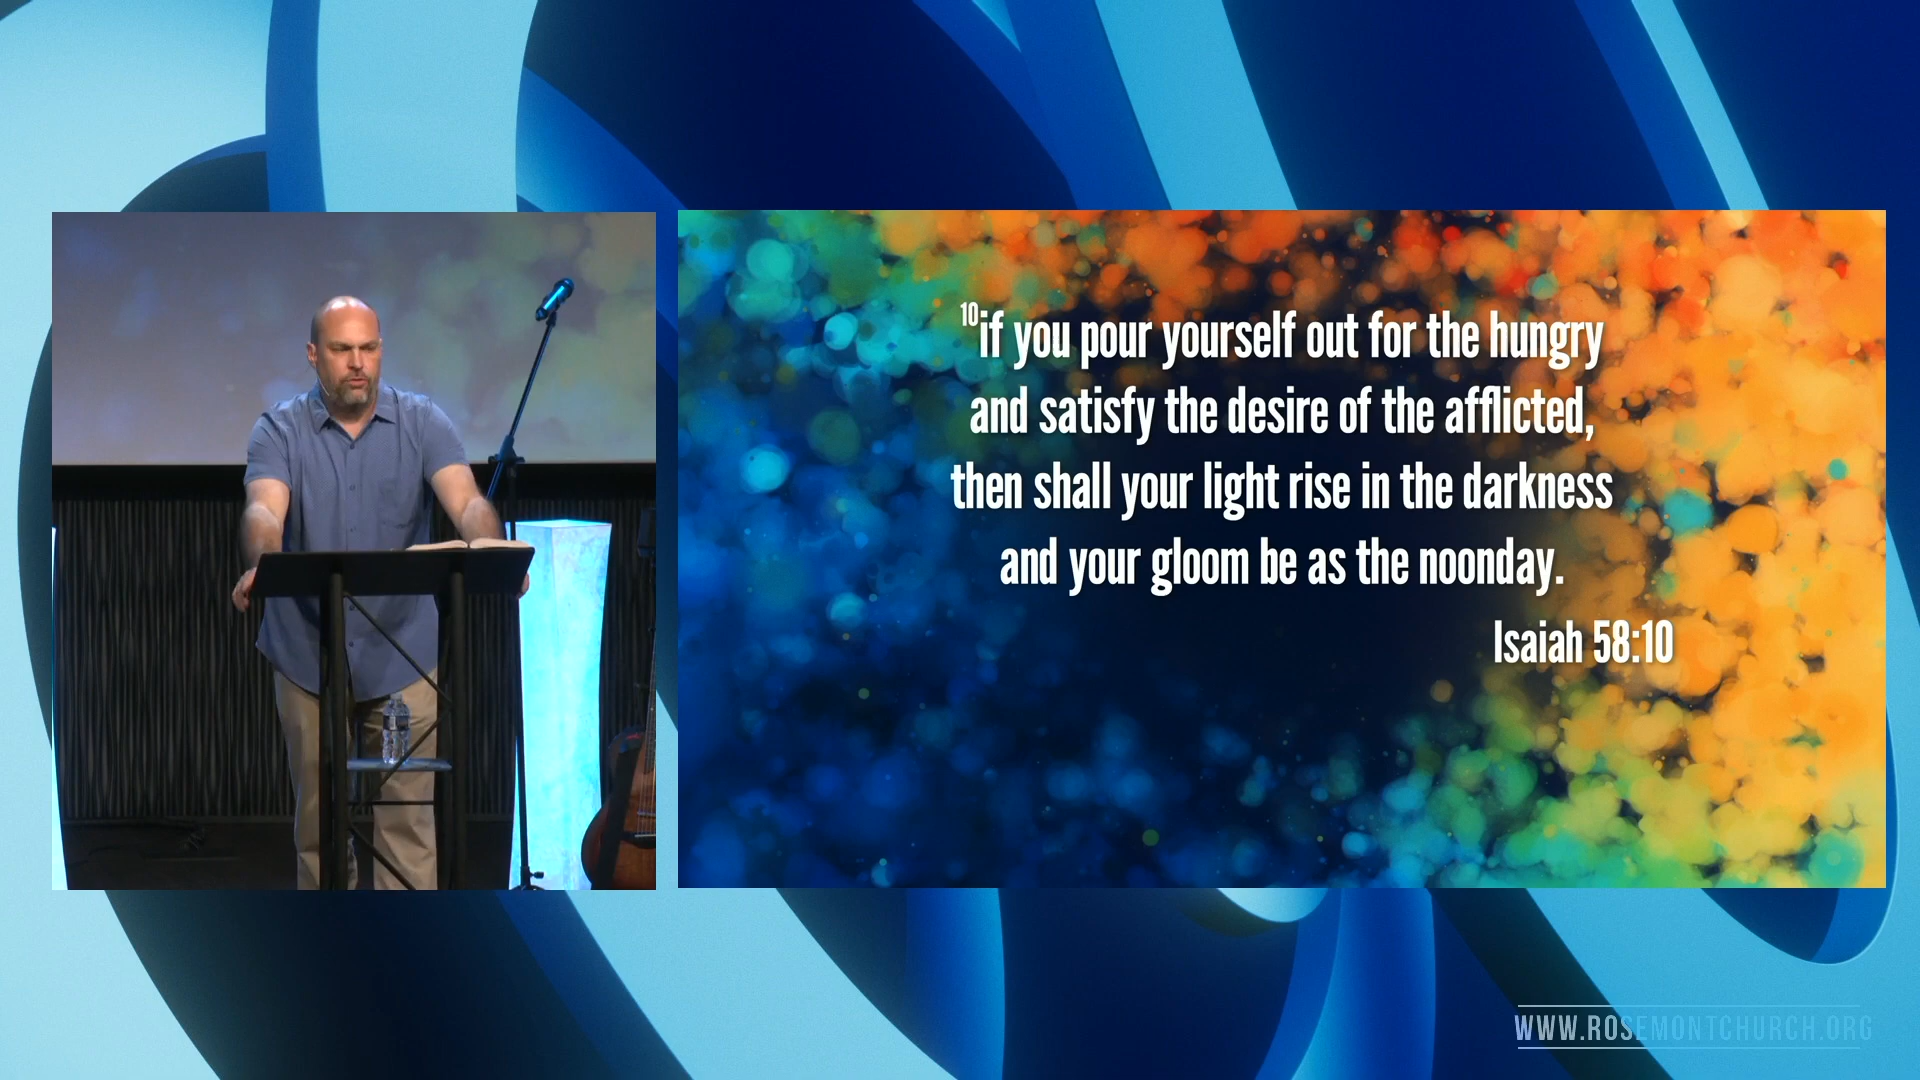 10if you pour yourself out for the hungry
and satisfy the desire of the afflicted,
then shall your light rise in the darkness
and your gloom be as the noonday.
Isaiah 58:10
WWW.ROSEMONTCHURCH.ORG